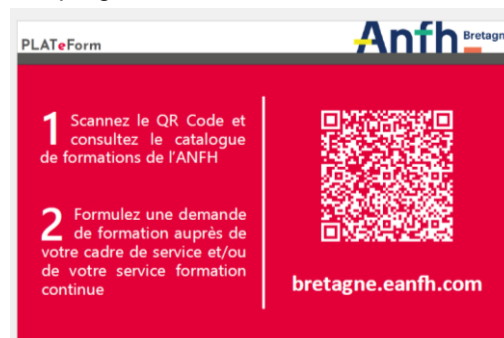 PLATeForm
Anfh Bretagne
1 Scannez le QR Code et
consultez le catalogue
de formations de l'ANFH
2 Formulez une demande
de formation auprès de
votre cadre de service et/ou
de votre service formation
continue
bretagne.eanfh.com